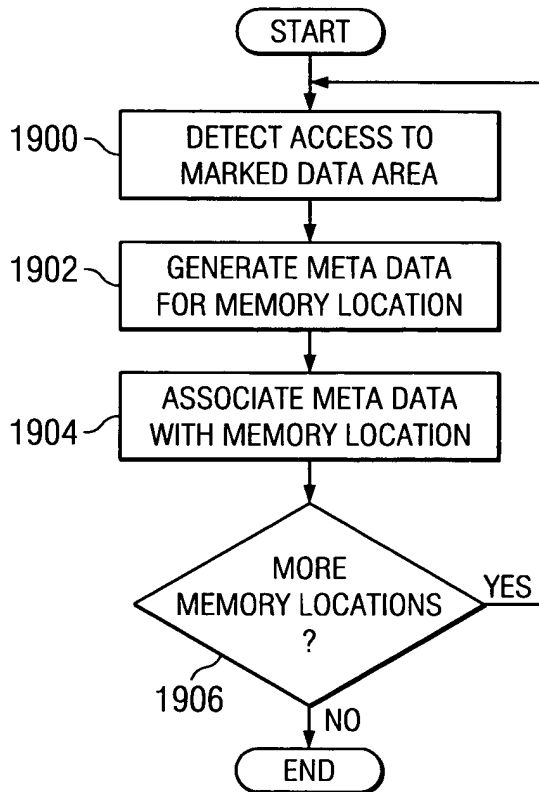 START
1900
DETECT ACCESS TO
MARKED DATA AREA
1902
GENERATE META DATA
FOR MEMORY LOCATION
1904
ASSOCIATE META DATA
WITH MEMORY LOCATION
MORE
MEMORY LOCATIONS
?
YES
1906
NO
END